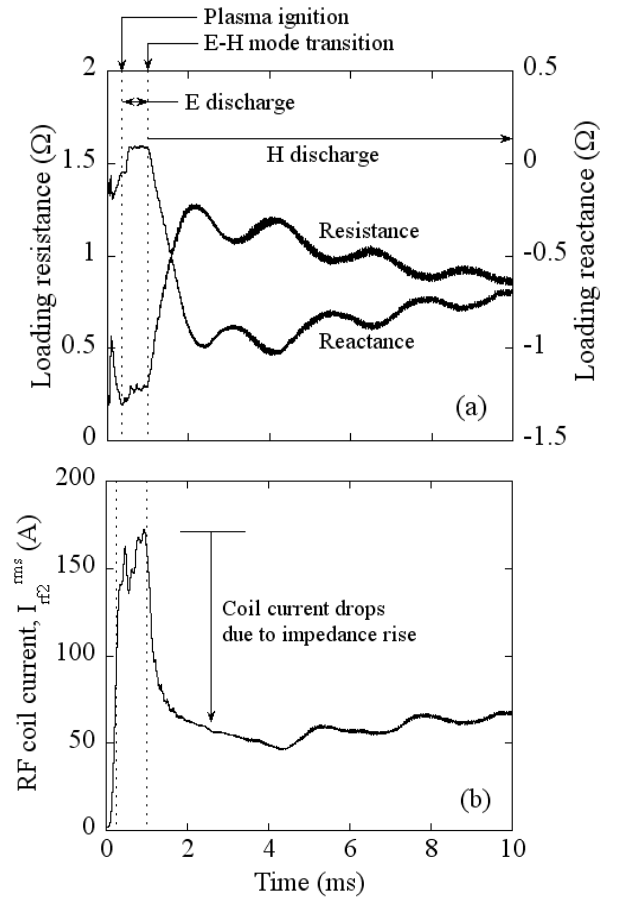 Plasma ignition
E-H mode transition
2
1.5
1
0.5
0
Loading resistance (Ω)
0.5
0
-0.5
-1
-1.5
Loading reactance (Ω)
E discharge
H discharge
Resistance
Reactance
(a)
200
150
100
50
0
RF coil current, I_rf2^rms (A)
Coil current drops
due to impedance rise
(b)
0 2 4 6 8 10
Time (ms)